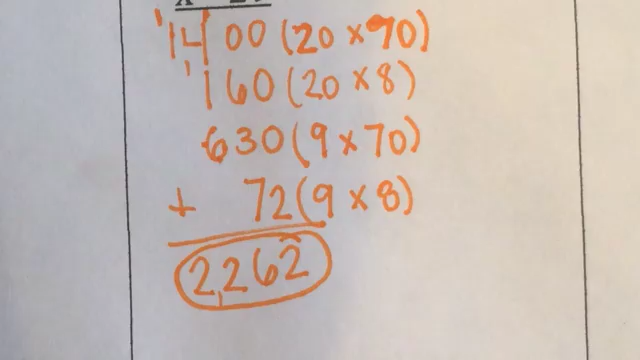 1400 (20 x 70)
160 (20 x 8)
630 (9 x 70)
+ 72 (9 x 8)
2,262